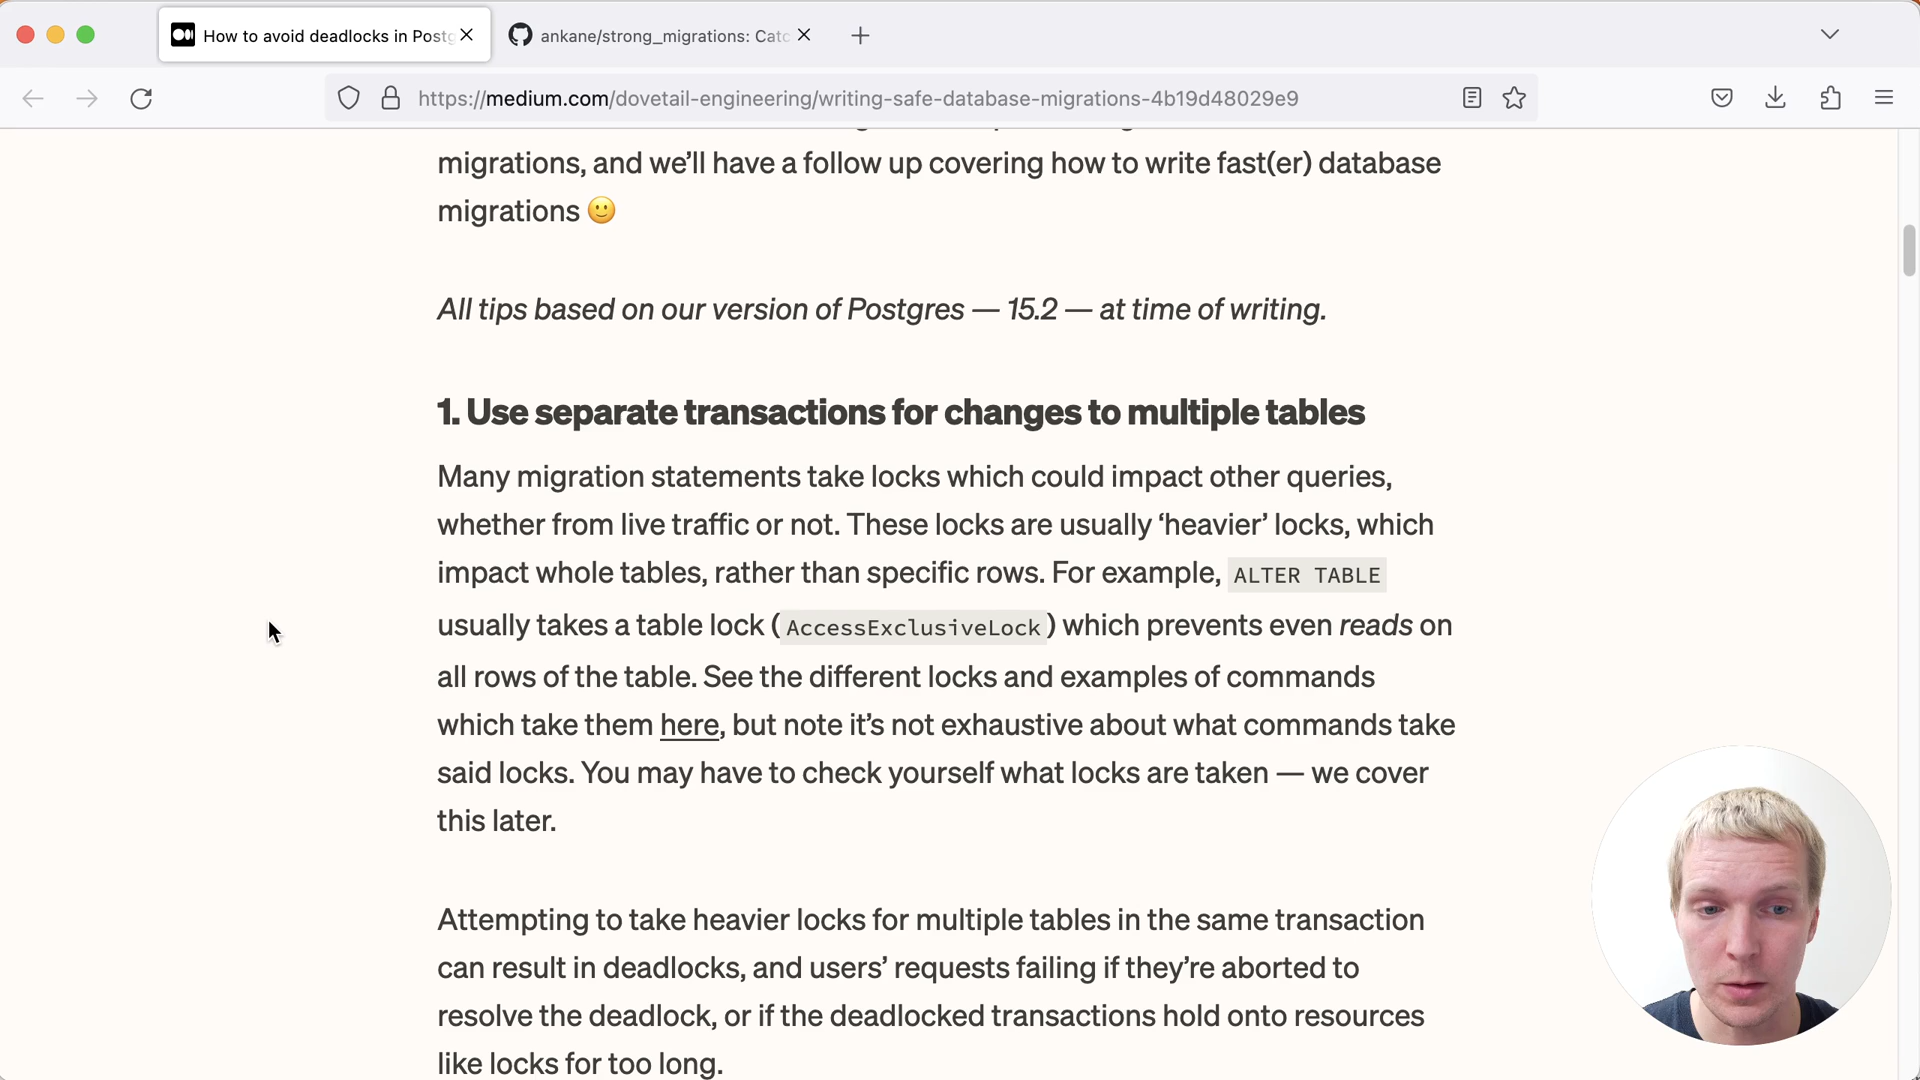 How to avoid deadlocks in Postg
ankane/strong_migrations: Catc
https://medium.com/dovetail-engineering/writing-safe-database-migrations-4b19d48029e9
migrations, and we’ll have a follow up covering how to write fast(er) database
migrations 🙂
All tips based on our version of Postgres — 15.2 — at time of writing.
1. Use separate transactions for changes to multiple tables
Many migration statements take locks which could impact other queries,
whether from live traffic or not. These locks are usually ‘heavier’ locks, which
impact whole tables, rather than specific rows. For example, ALTER TABLE
usually takes a table lock (AccessExclusiveLock) which prevents even reads on
all rows of the table. See the different locks and examples of commands
which take them here, but note it’s not exhaustive about what commands take
said locks. You may have to check yourself what locks are taken — we cover
this later.
Attempting to take heavier locks for multiple tables in the same transaction
can result in deadlocks, and users’ requests failing if they’re aborted to
resolve the deadlock, or if the deadlocked transactions hold onto resources
like locks for too long.